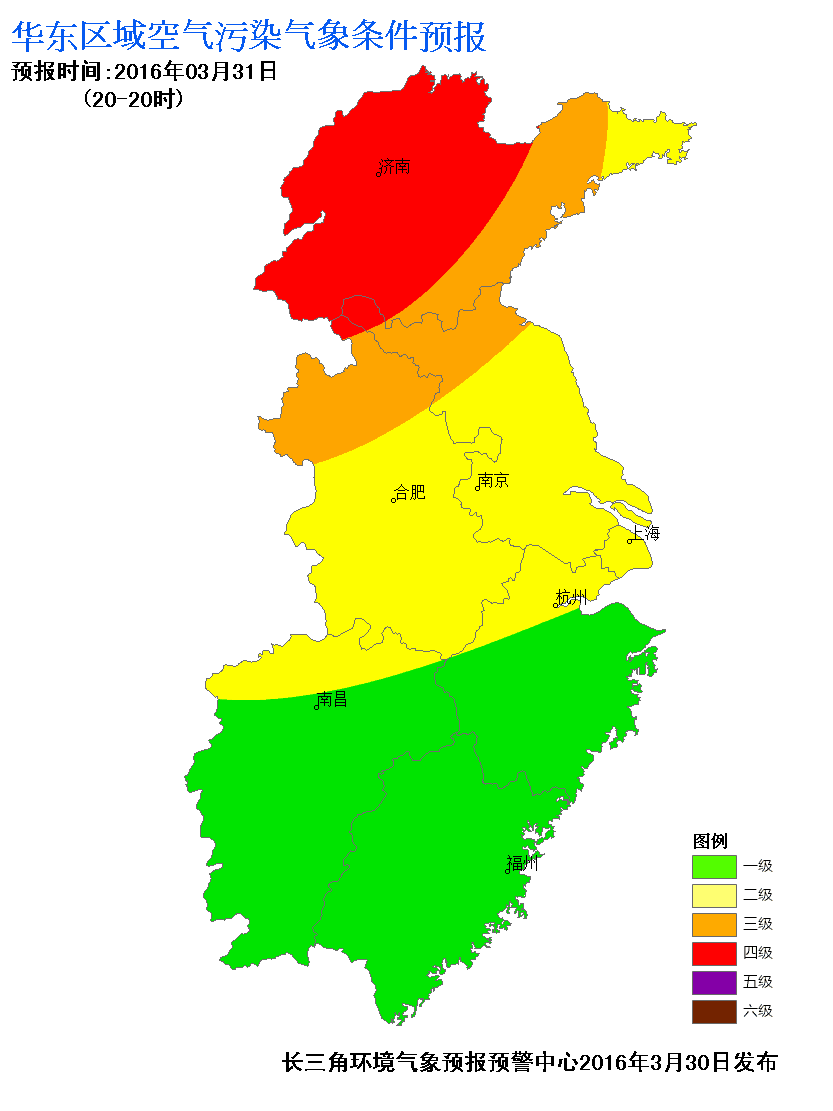 华东区域空气污染气象条件预报
预报时间:2016年03月31日
(20-20时)
济南
合肥
南京
上海
杭州
南昌
福州
图例
一级
二级
三级
四级
五级
六级
长三角环境气象预报预警中心2016年3月30日发布